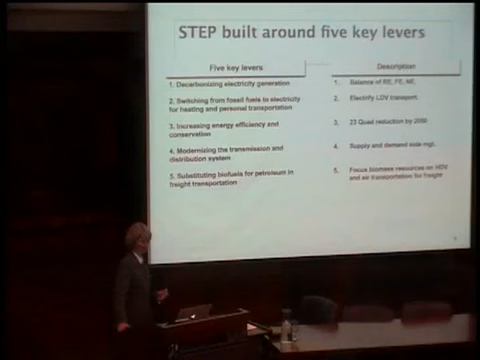 STEP built around five key levers
Five key levers
Description
1. Decarbonizing electricity generation
1. Balance of RE, FE, NE.
2. Switching from fossil fuels to electricity
for heating and personal transportation
2. Electrify LDV transport.
3. Increasing energy efficiency and
conservation
3. 23 Quad reduction by 2050
4. Modernizing the transmission and
distribution system
4. Supply and demand side mgt.
5. Substituting biofuels for petroleum in
freight transportation
5. Focus biomass resources on HDV
and air transportation for freight